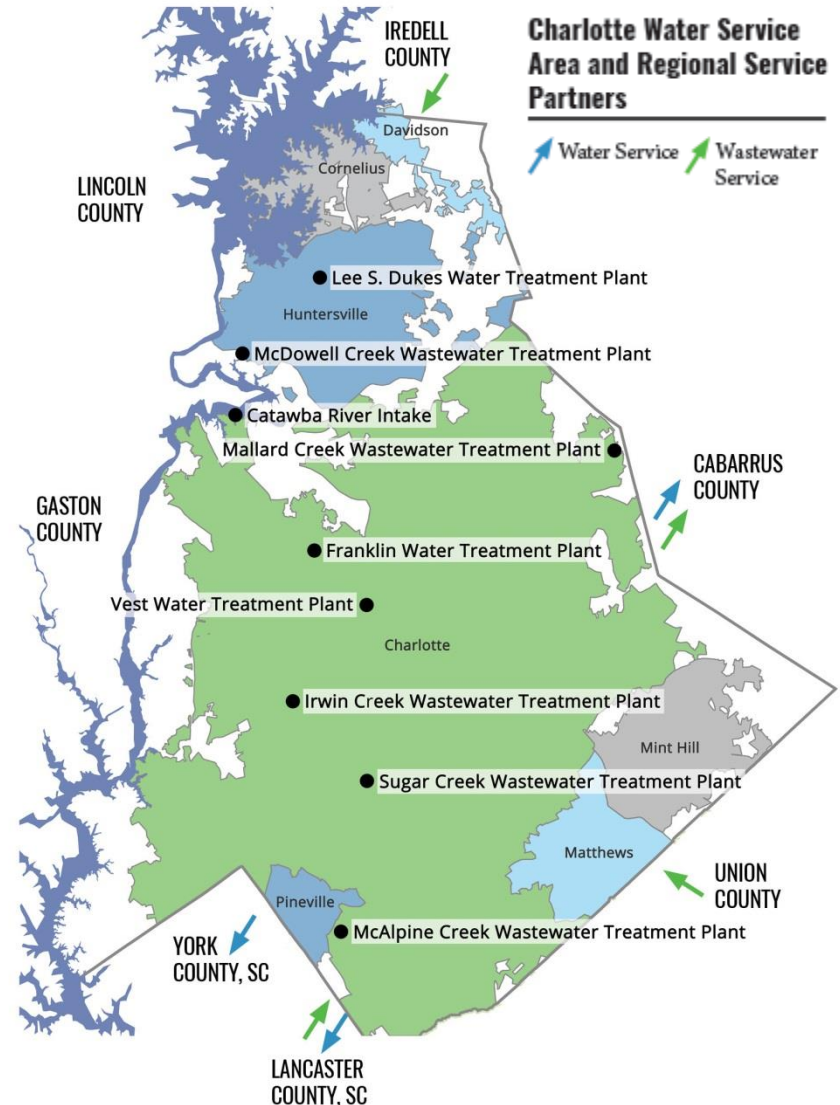 Charlotte Water Service
Area and Regional Service
Partners
Water Service
Wastewater
Service
IREDELL
COUNTY
Davidson
Cornelius
LINCOLN
COUNTY
Lee S. Dukes Water Treatment Plant
Huntersville
McDowell Creek Wastewater Treatment Plant
Catawba River Intake
Mallard Creek Wastewater Treatment Plant
CABARRUS
COUNTY
GASTON
COUNTY
Franklin Water Treatment Plant
Vest Water Treatment Plant
Charlotte
Irwin Creek Wastewater Treatment Plant
Mint Hill
Sugar Creek Wastewater Treatment Plant
Matthews
UNION
COUNTY
Pineville
McAlpine Creek Wastewater Treatment Plant
YORK
COUNTY, SC
LANCASTER
COUNTY, SC